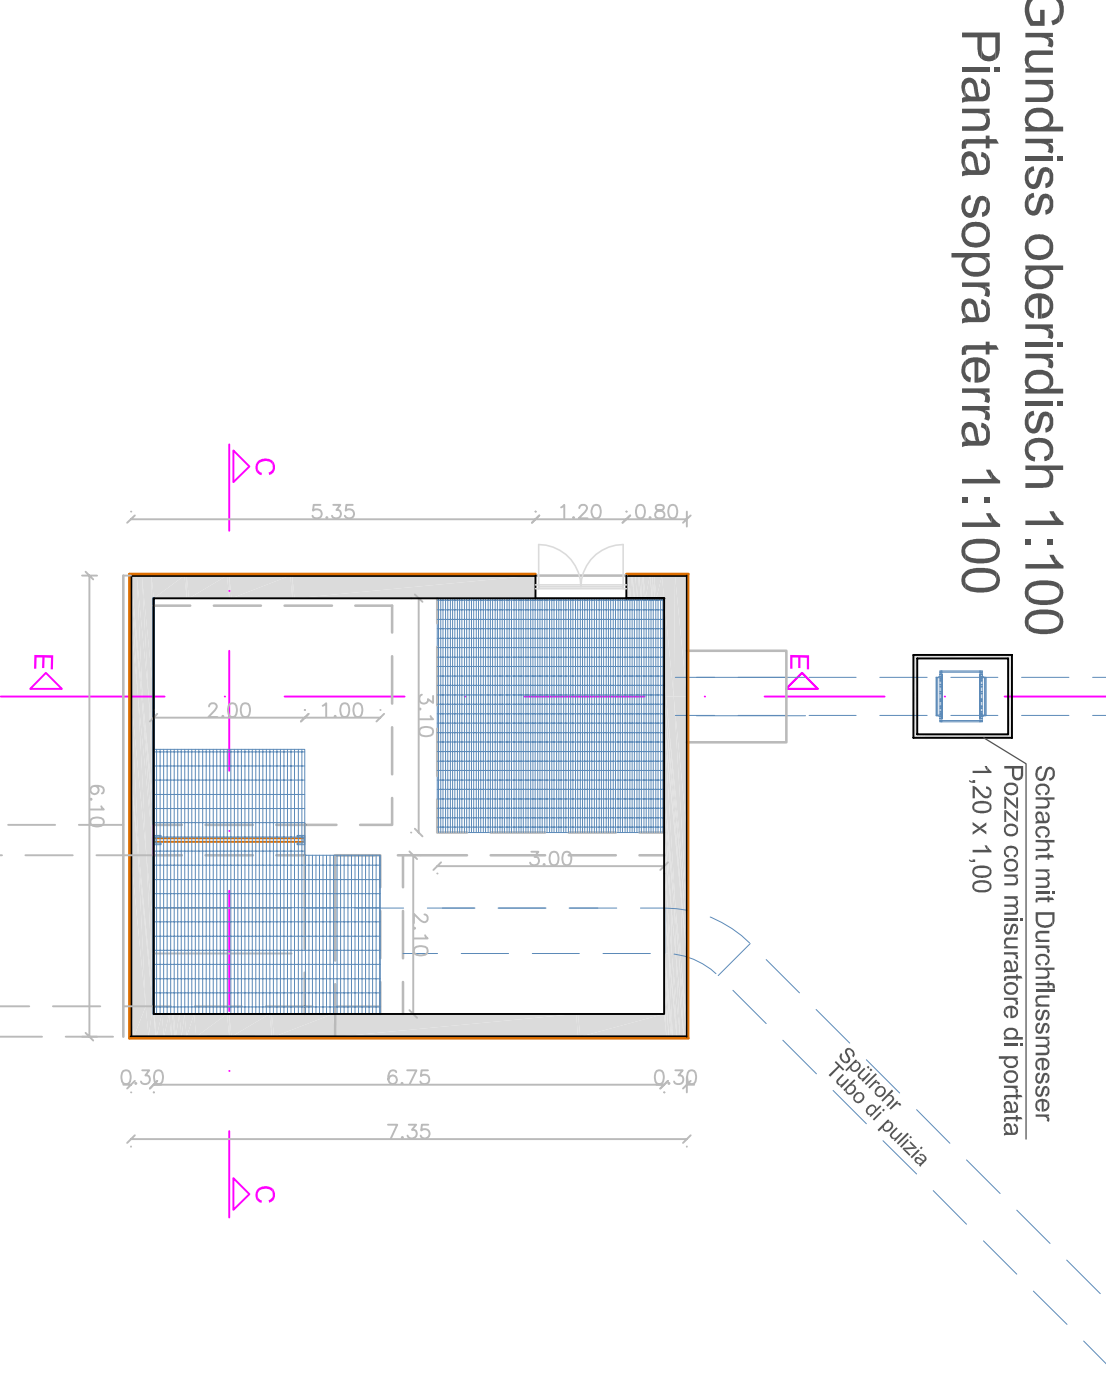 Grundriss oberirdisch 1:100
Pianta sopra terra 1:100
C
5.35
1.20
0.80
E
E
2.00
1.00
3.10
6.10
3.00
2.10
Schacht mit Durchflussmesser
Pozzo con misuratore di portata
1,20 x 1,00
Spülrohr
Tubo di pulizia
0.30
6.75
0.30
7.35
C